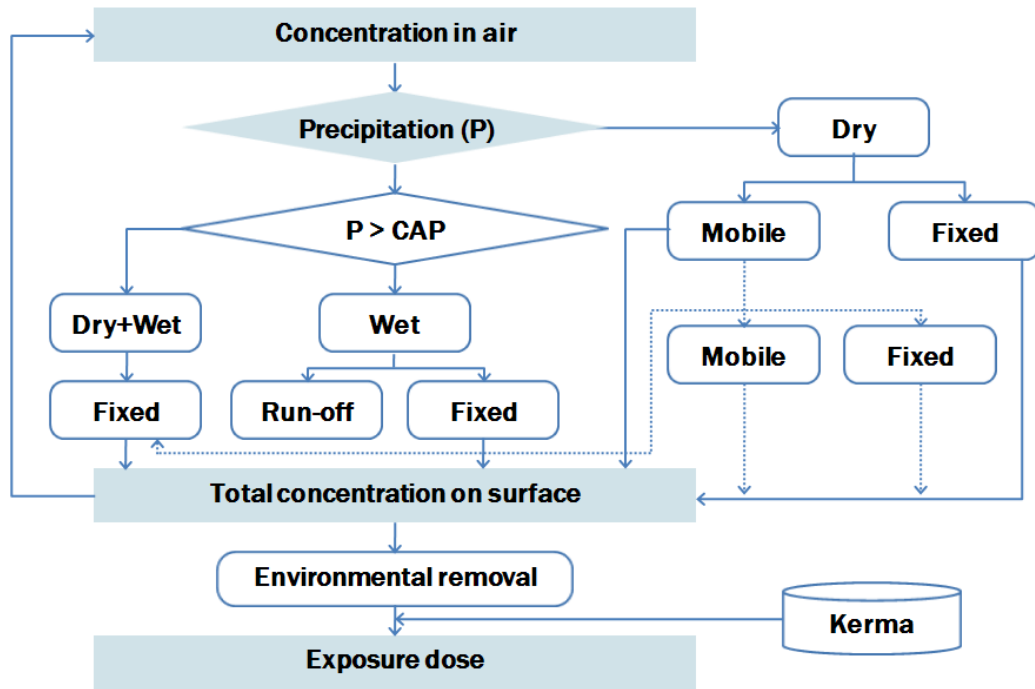 Concentration in air
Precipitation (P)
Dry
P > CAP
Mobile
Fixed
Dry+Wet
Wet
Mobile
Fixed
Fixed
Run-off
Fixed
Total concentration on surface
Environmental removal
Kerma
Exposure dose